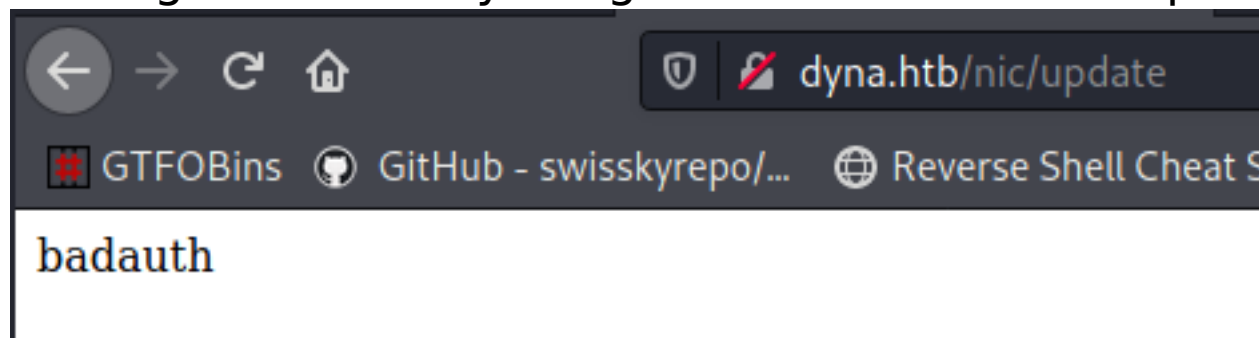 dyna.htb/nic/update
GTFOBins GitHub - swisskyrepo/... Reverse Shell Cheat S
badauth